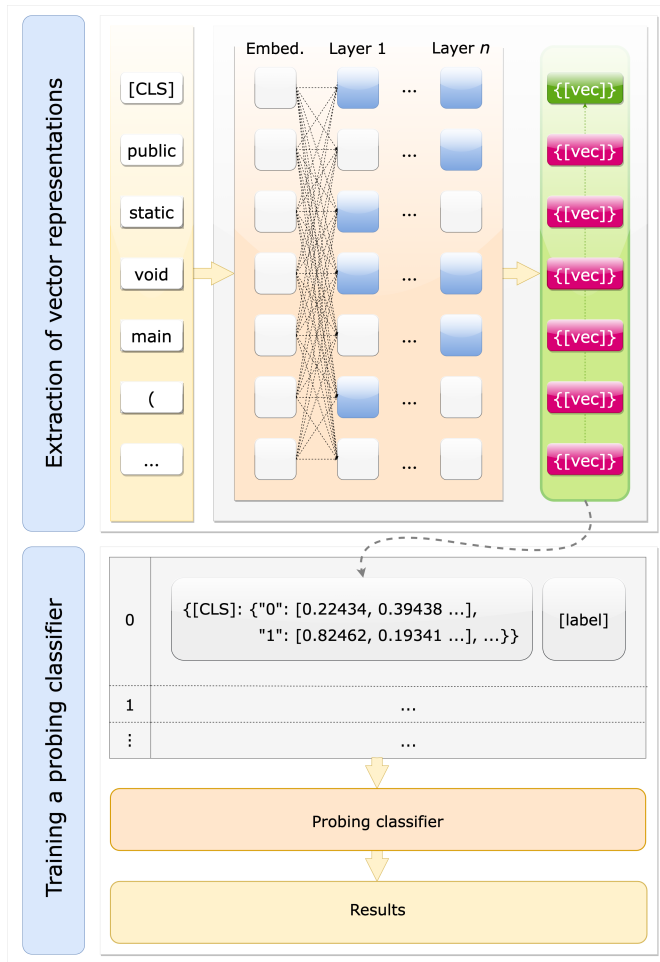 Extraction of vector representations
Embed. Layer 1 Layer n
[CLS] ... {[vec]}
public ... {[vec]}
static ... {[vec]}
void ... {[vec]}
main ... {[vec]}
( ... {[vec]}
... ... {[vec]}
Training a probing classifier
0 {[CLS]: {"0": [0.22434, 0.39438 ...], [label]
"1": [0.82462, 0.19341 ...], ...}}
1 ...
⋮ ...
Probing classifier
Results